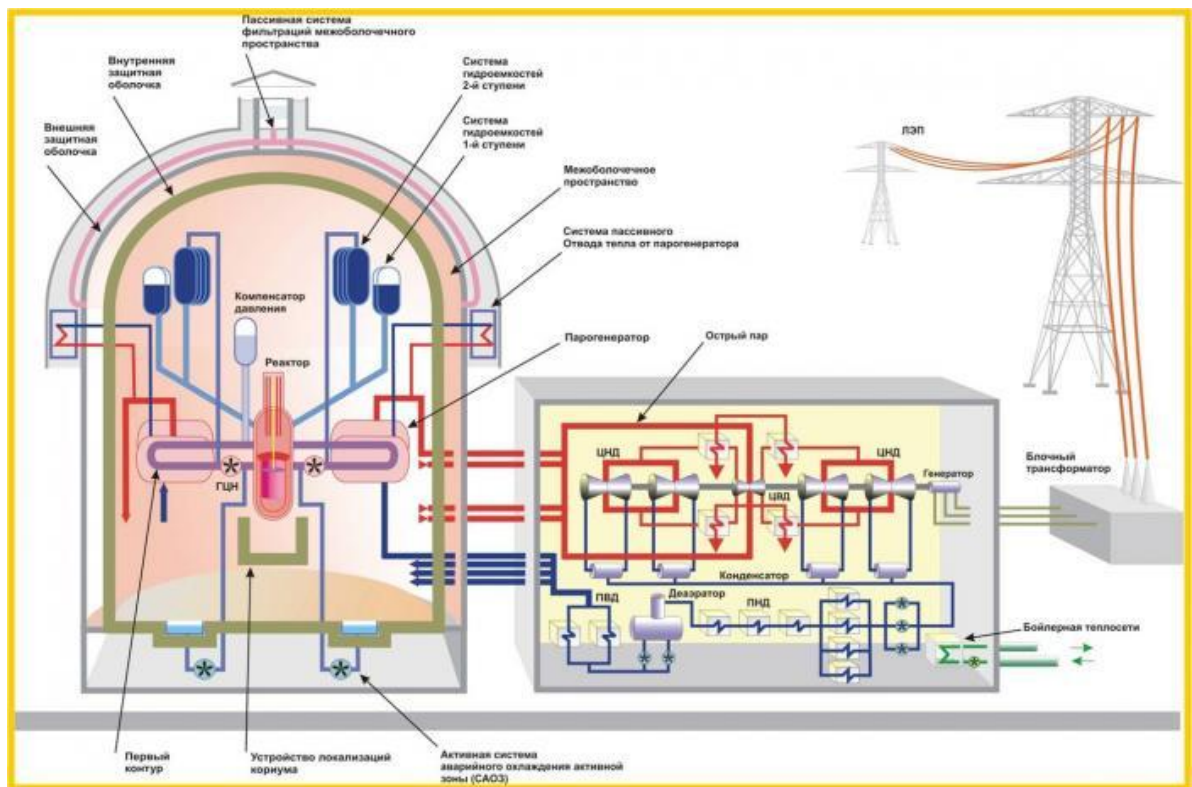 Пассивная система
фильтраций межоболочечного
пространства
Внутренняя
защитная
оболочка
Система
гидроемкостей
2-й ступени
Внешняя
защитная
оболочка
Система
гидроемкостей
1-й ступени
ЛЭП
Межоболочечное
пространство
Система пассивного
Отвода тепла от парогенератора
Компенсатор
давления
Парогенератор
Острый пар
Реактор
ЦНД
ЦНД
Генератор
Блочный
трансформатор
ГЦН
ЦВД
Конденсатор
ПВД
Деаэратор
ПНД
Бойлерная теплосети
Первый
контур
Устройство локализаций
кориума
Активная система
аварийного охлаждения активной
зоны (САОЗ)